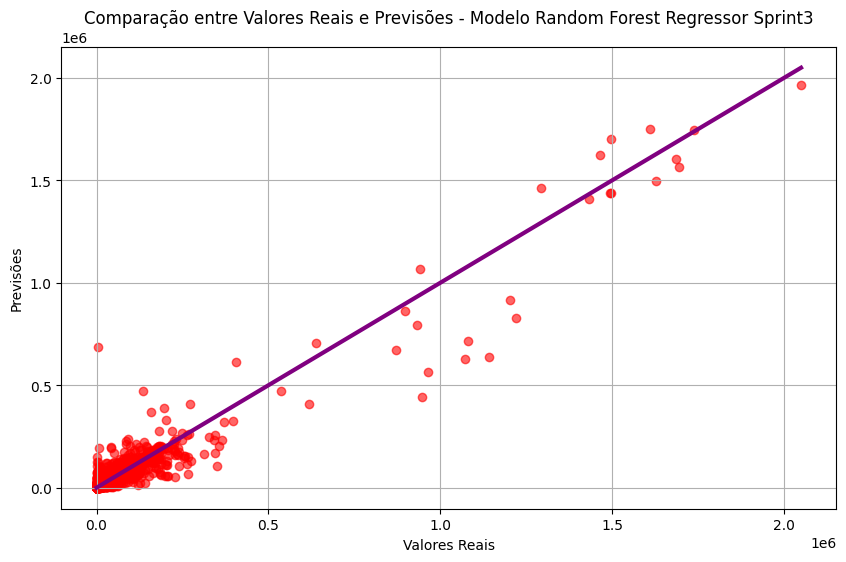 Comparação entre Valores Reais e Previsões - Modelo Random Forest Regressor Sprint3
1e6
2.0
1.5
1.0
0.5
0.0
Previsões
0.0 0.5 1.0 1.5 2.0
1e6
Valores Reais